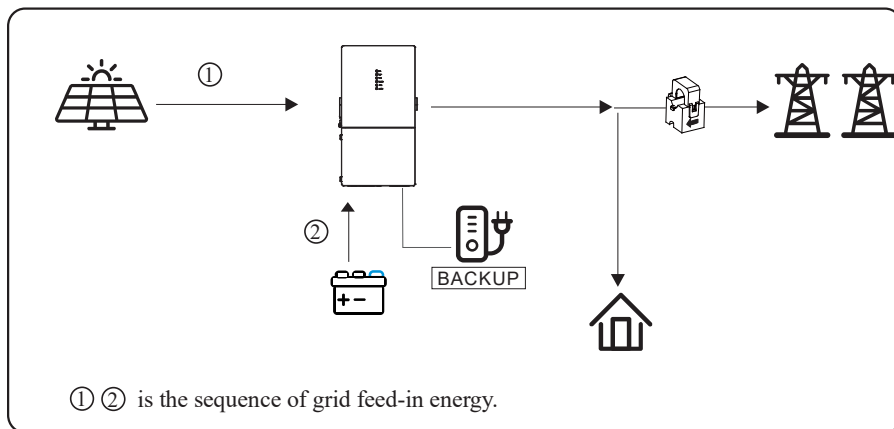 ①
②
BACKUP
① ② is the sequence of grid feed-in energy.